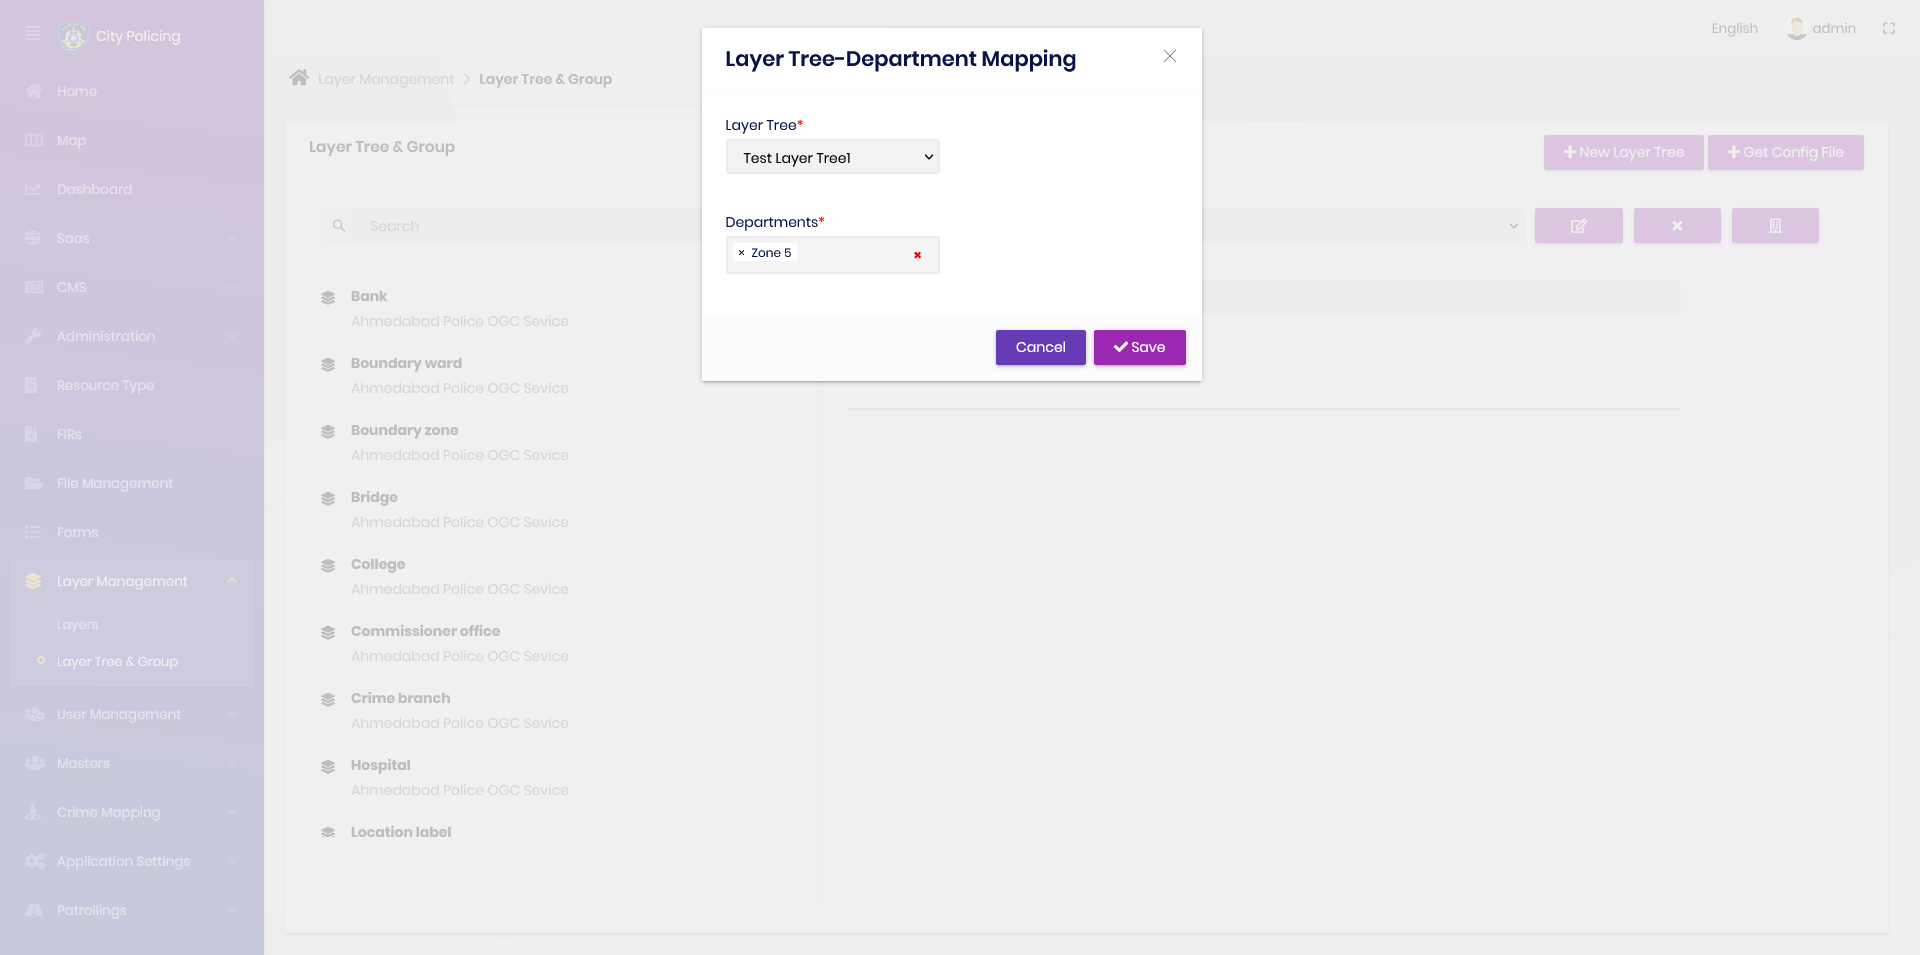 City Policing
Home
Map
Dashboard
Saas
CMS
Administration
Resource Type
FIRs
File Management
Forms
Layer Management
Layers
Layer Tree & Group
User Management
Masters
Crime Mapping
Application Settings
Patrollings
English
admin
Layer Management
Layer Tree & Group
Layer Tree & Group
New Layer Tree
Get Config File
Search
Bank
Ahmedabad Police OGC Sevice
Boundary ward
Ahmedabad Police OGC Sevice
Boundary zone
Ahmedabad Police OGC Sevice
Bridge
Ahmedabad Police OGC Sevice
College
Ahmedabad Police OGC Sevice
Commissioner office
Ahmedabad Police OGC Sevice
Crime branch
Ahmedabad Police OGC Sevice
Hospital
Ahmedabad Police OGC Sevice
Location label
Layer Tree-Department Mapping
Layer Tree*
Test Layer Tree1
Departments*
× Zone 5
Cancel
Save